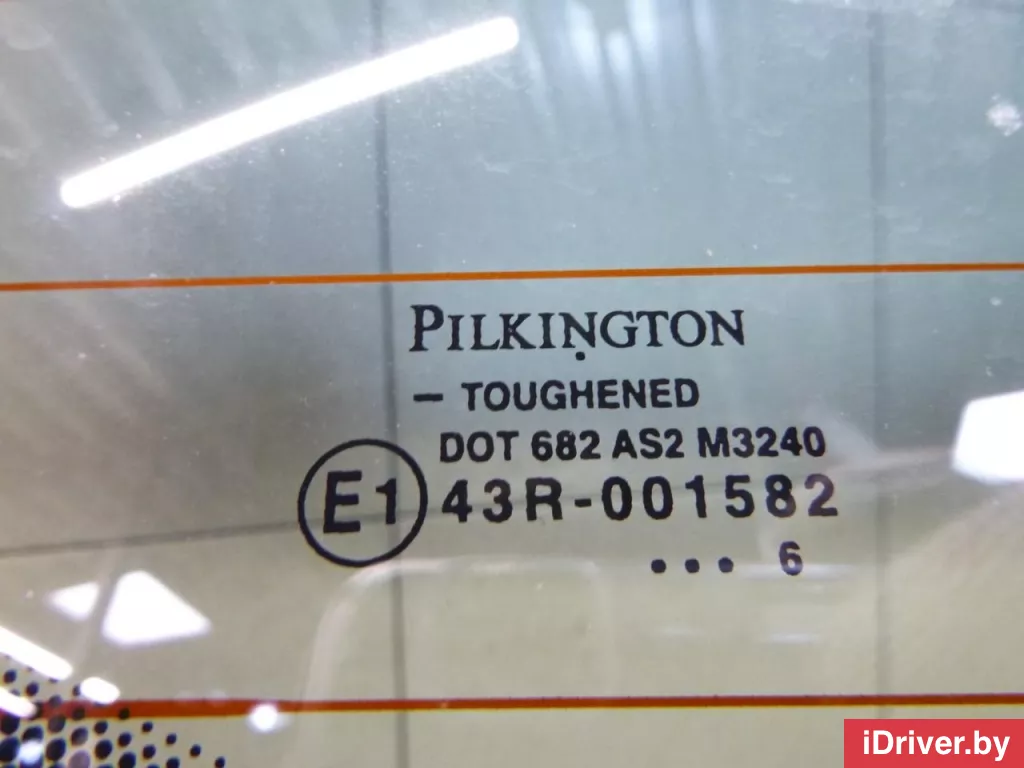 PILKINGTON
– TOUGHENED
DOT 682 AS2 M3240
E1 43R-001582
••• 6
iDriver.by